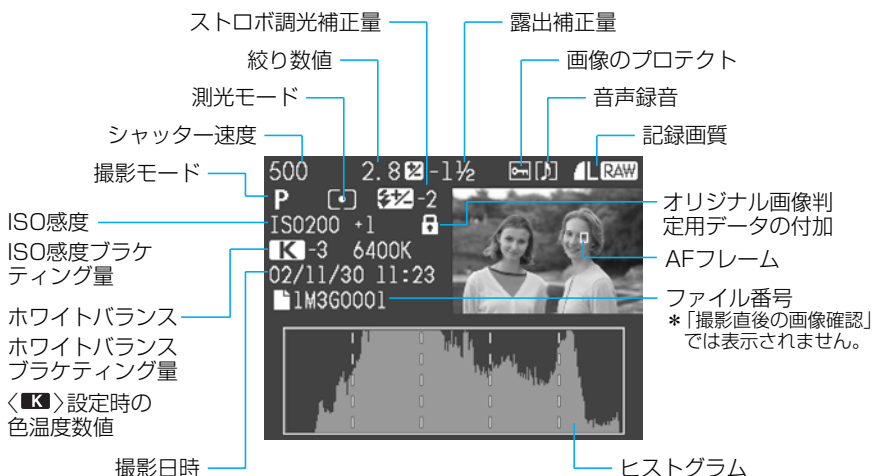 ストロボ調光補正量
露出補正量
絞り数値
画像のプロテクト
測光モード
音声録音
シャッター速度
記録画質
撮影モード
500 2.8 -1½ L RAW
P -2
ISO感度
ISO200 +1
オリジナル画像判
定用データの付加
ISO感度ブラケ
ティング量
K -3 6400K
AFフレーム
02/11/30 11:23
1M3G0001
ファイル番号
*「撮影直後の画像確認」
では表示されません。
ホワイトバランス
ホワイトバランス
ブラケティング量
〈K〉設定時の
色温度数値
撮影日時
ヒストグラム